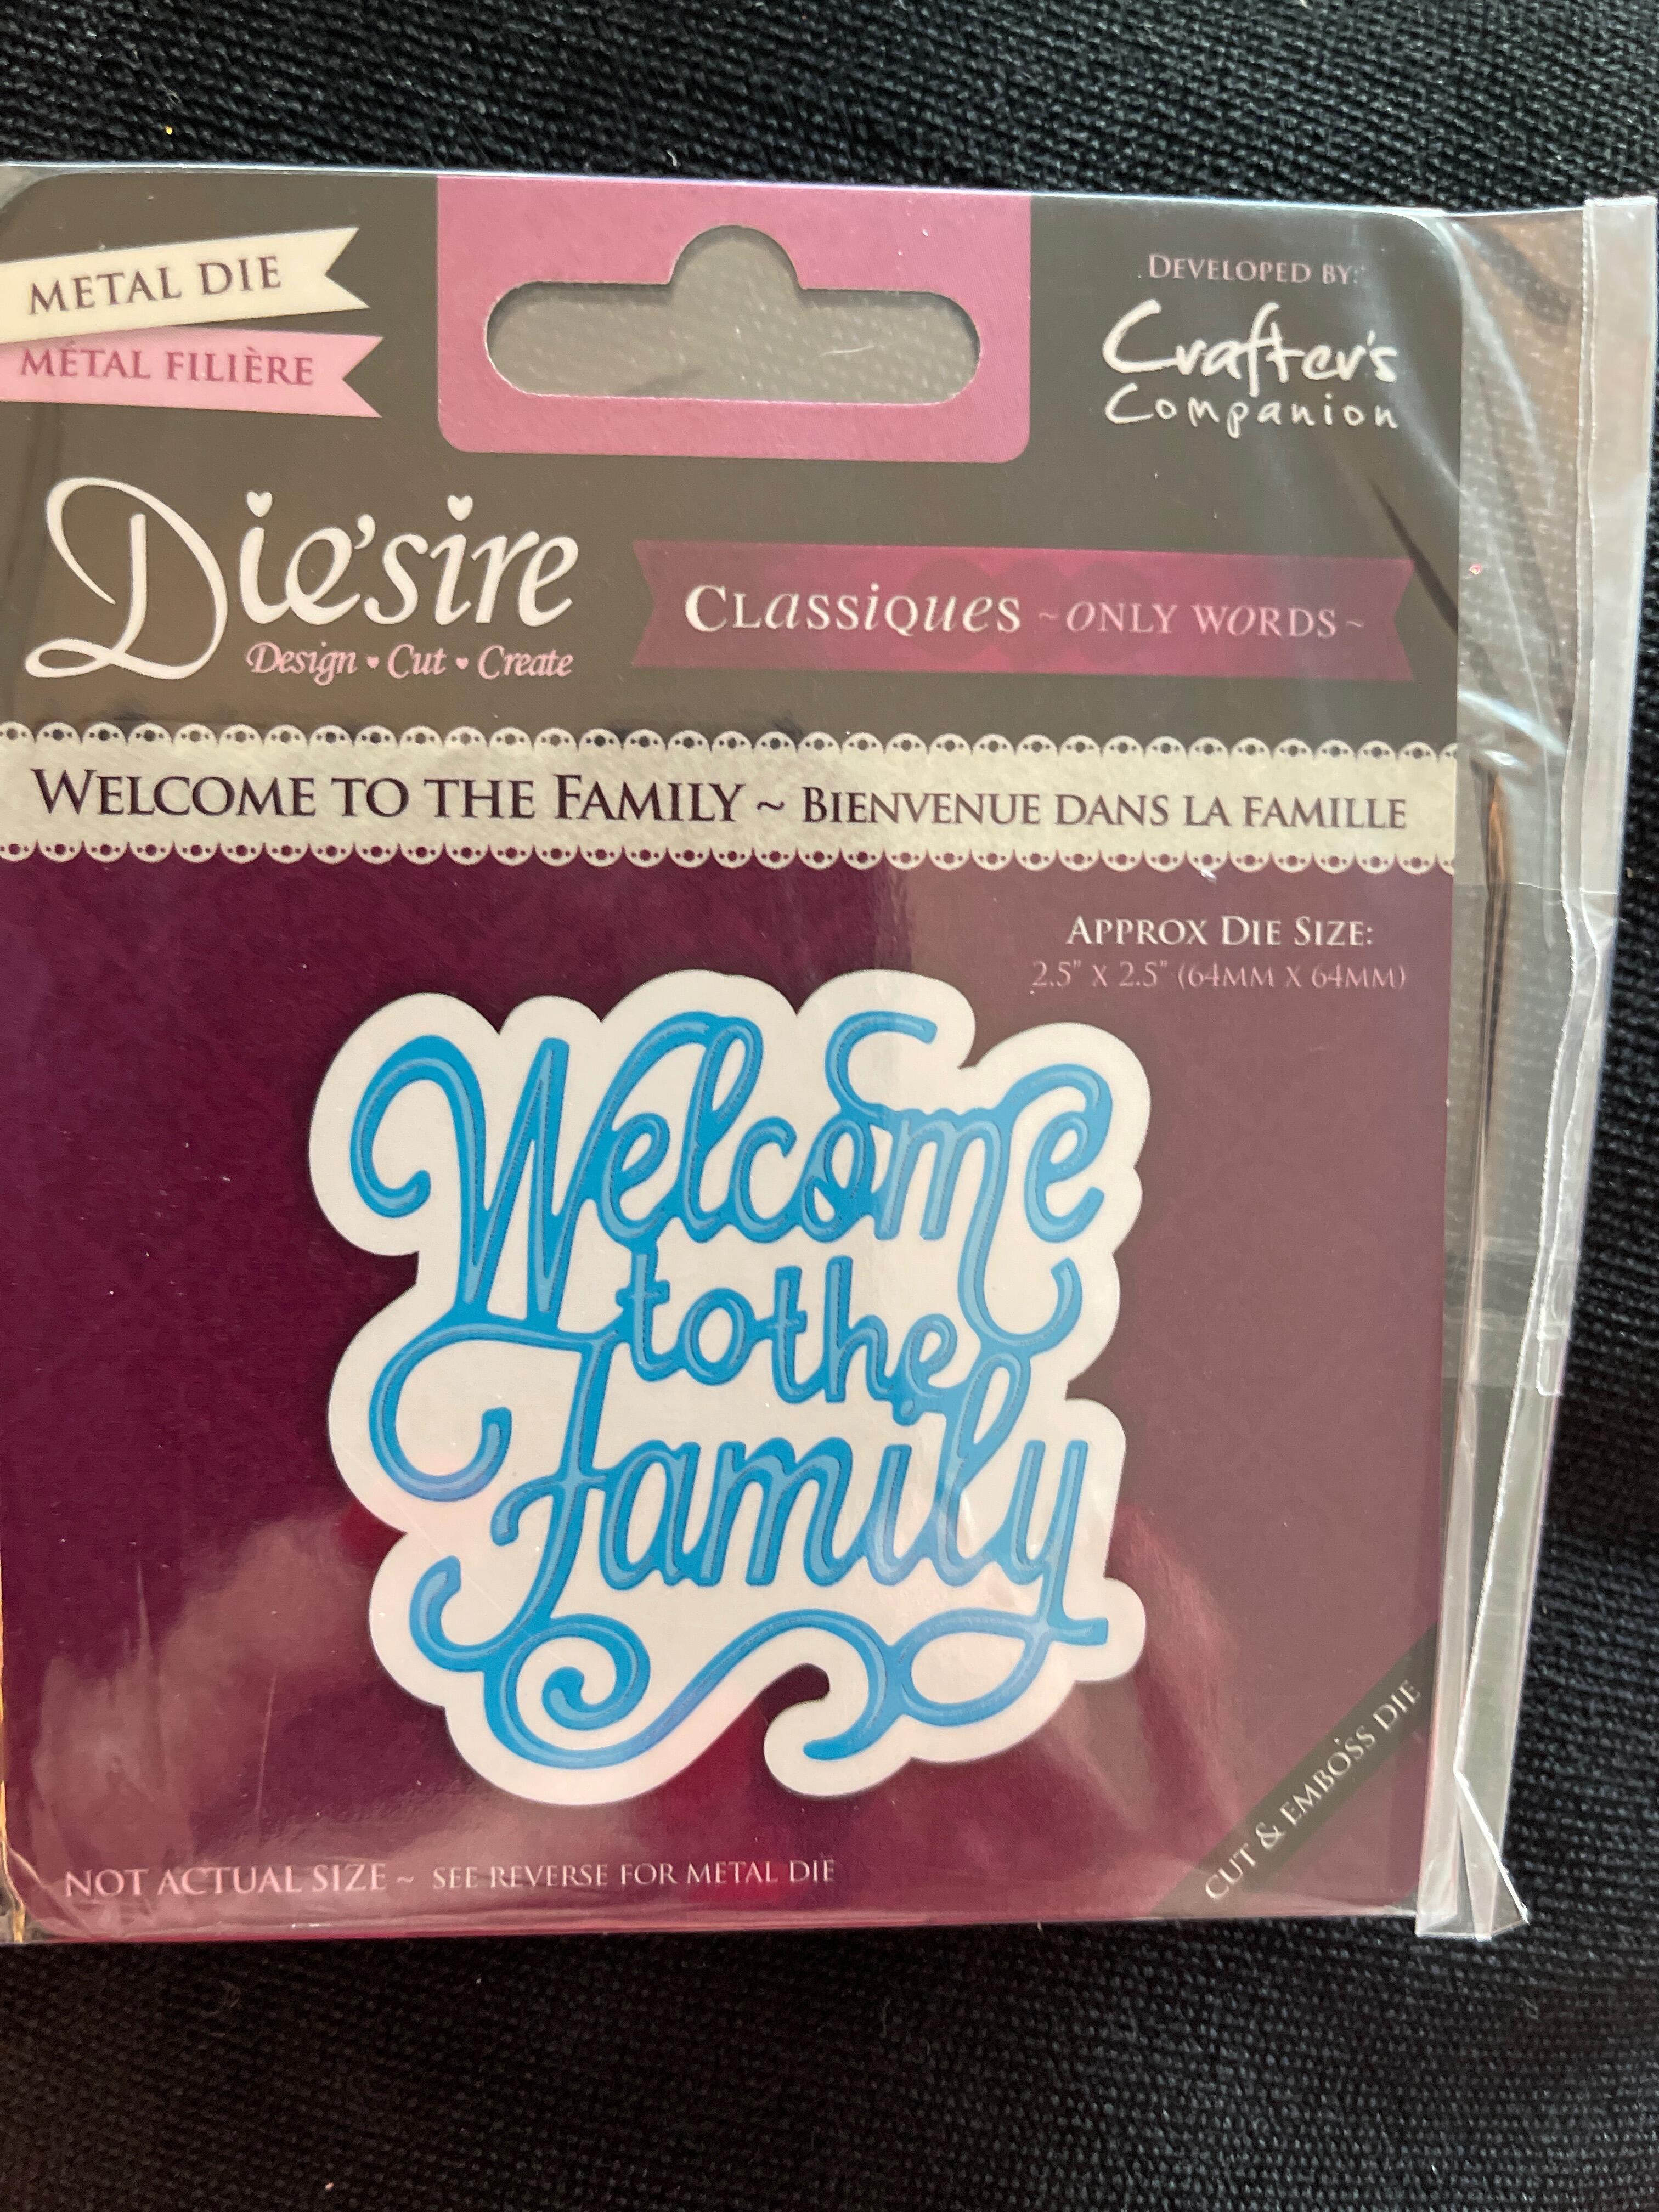 METAL DIE
MÉTAL FILIÈRE
DEVELOPED BY:
Crafter's
Companion
Die'sire
Design • Cut • Create
CLASSIQUES ~ONLY WORDS~
WELCOME TO THE FAMILY ~ BIENVENUE DANS LA FAMILLE
APPROX DIE SIZE:
2.5" X 2.5" (64MM X 64MM)
Welcome
to the
Family
CUT & EMBOSS DIE
NOT ACTUAL SIZE ~ SEE REVERSE FOR METAL DIE